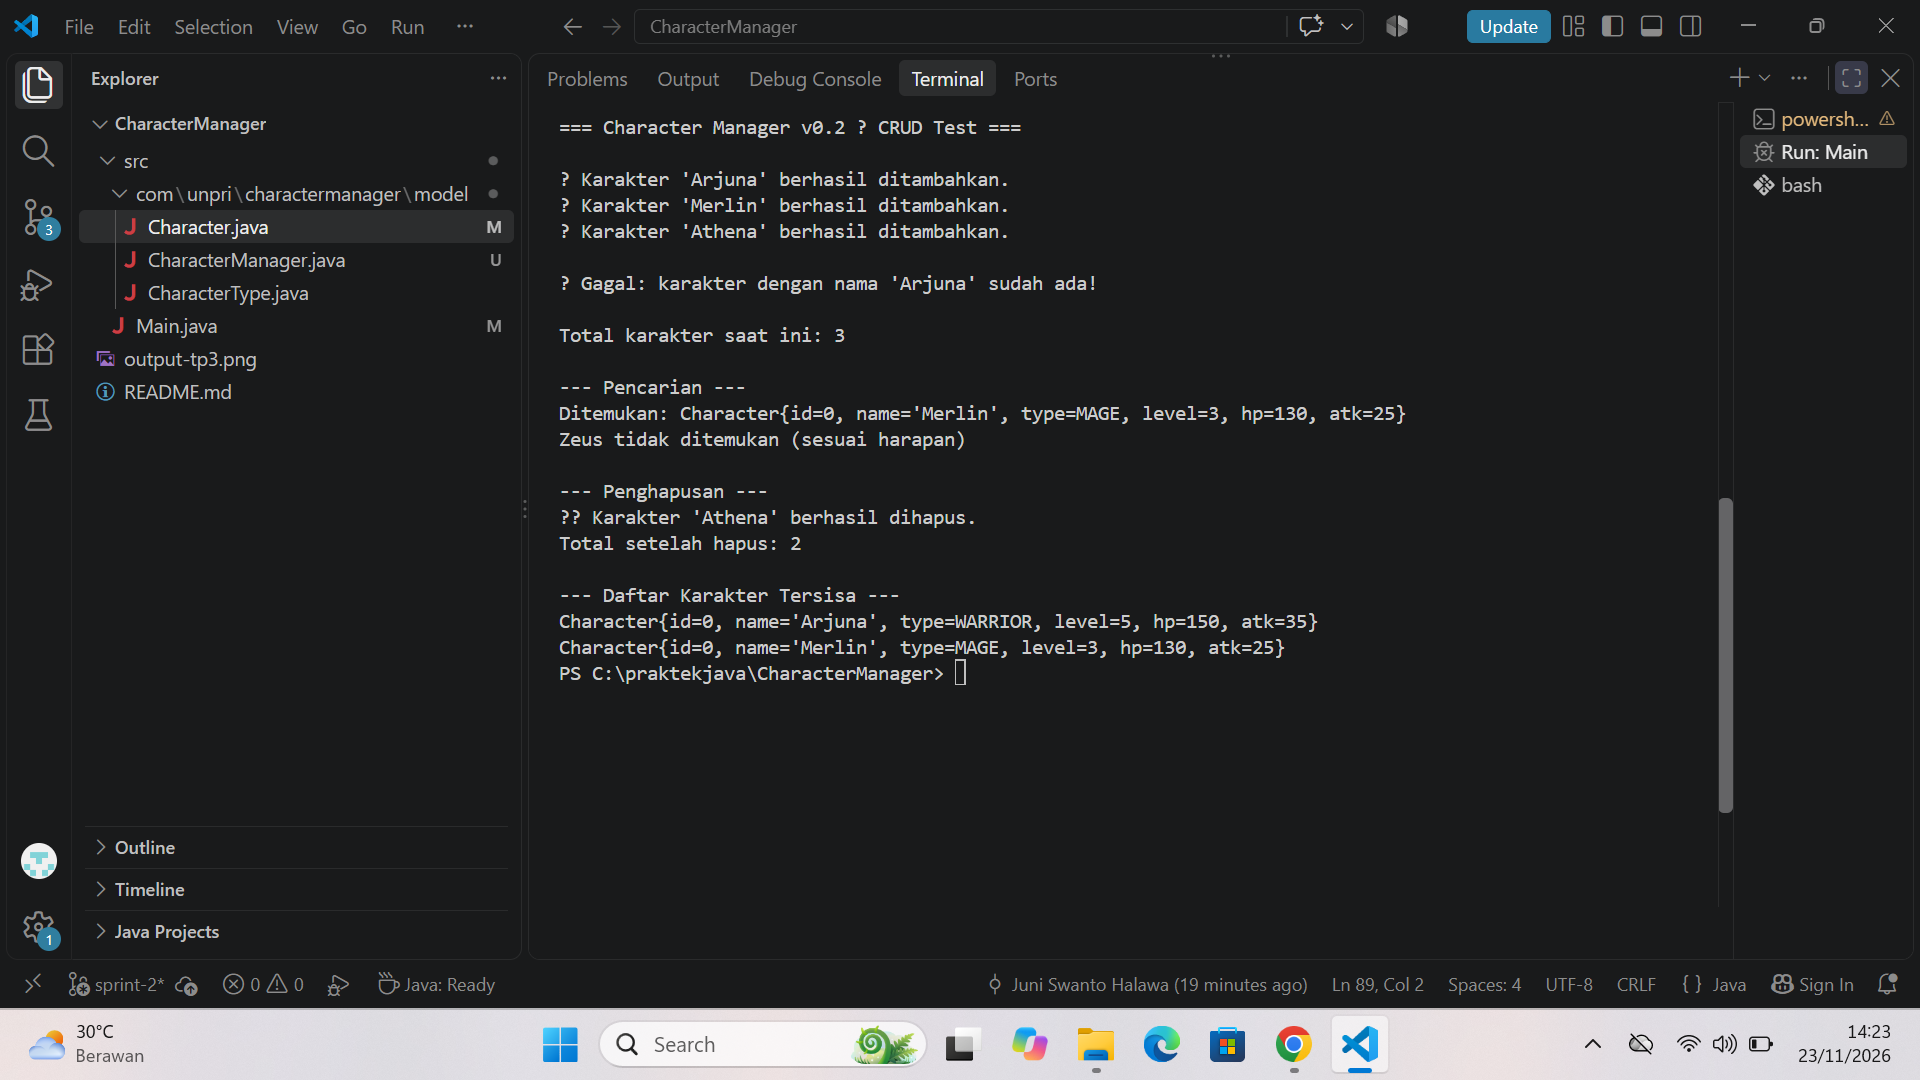 File Edit Selection View Go Run ···
CharacterManager
Update
Explorer
CharacterManager
src
com\unpri\charactermanager\model
Character.java M
CharacterManager.java U
CharacterType.java
Main.java M
output-tp3.png
README.md
3
1
Outline
Timeline
Java Projects
Problems Output Debug Console Terminal Ports
=== Character Manager v0.2 ? CRUD Test ===
? Karakter 'Arjuna' berhasil ditambahkan.
? Karakter 'Merlin' berhasil ditambahkan.
? Karakter 'Athena' berhasil ditambahkan.
? Gagal: karakter dengan nama 'Arjuna' sudah ada!
Total karakter saat ini: 3
--- Pencarian ---
Ditemukan: Character{id=0, name='Merlin', type=MAGE, level=3, hp=130, atk=25}
Zeus tidak ditemukan (sesuai harapan)
--- Penghapusan ---
?? Karakter 'Athena' berhasil dihapus.
Total setelah hapus: 2
--- Daftar Karakter Tersisa ---
Character{id=0, name='Arjuna', type=WARRIOR, level=5, hp=150, atk=35}
Character{id=0, name='Merlin', type=MAGE, level=3, hp=130, atk=25}
PS C:\praktekjava\CharacterManager>
powersh...
Run: Main
bash
sprint-2* 0 0 Java: Ready
Juni Swanto Halawa (19 minutes ago) Ln 89, Col 2 Spaces: 4 UTF-8 CRLF {} Java Sign In
30°C
Berawan
Search
14:23
23/11/2026